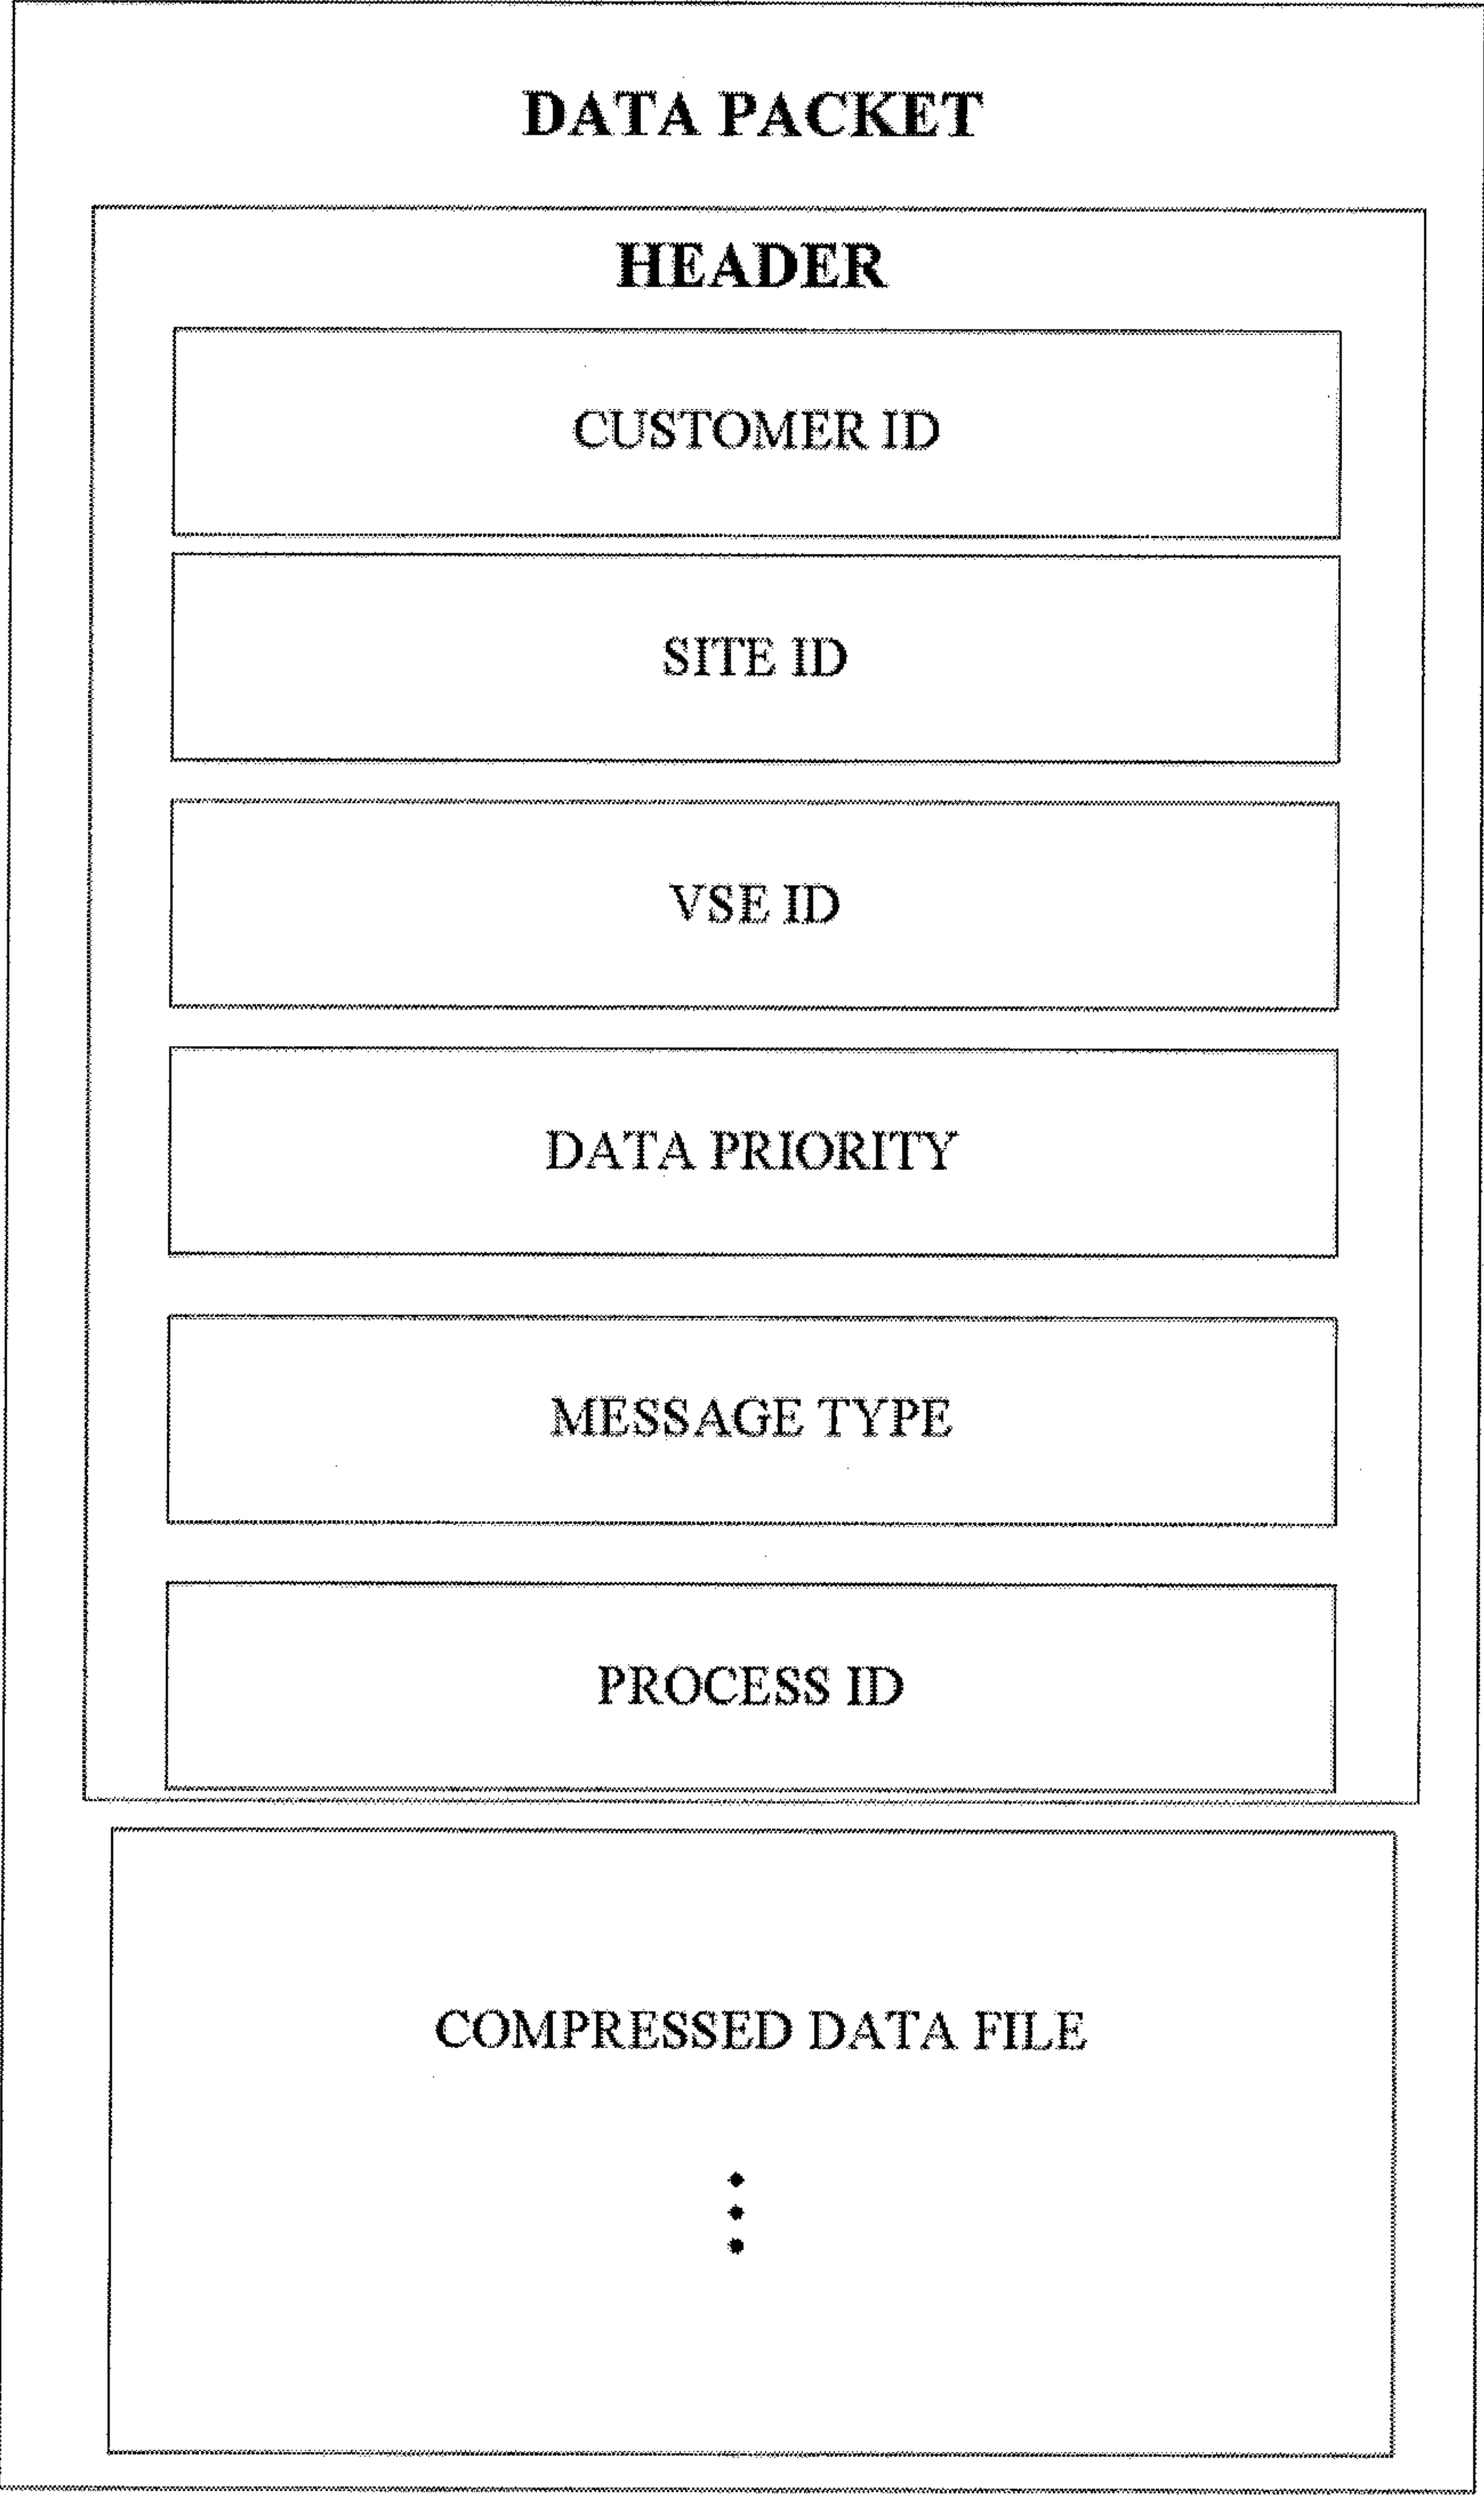 DATA PACKET
HEADER
CUSTOMER ID
SITE ID
VSE ID
DATA PRIORITY
MESSAGE TYPE
PROCESS ID
COMPRESSED DATA FILE